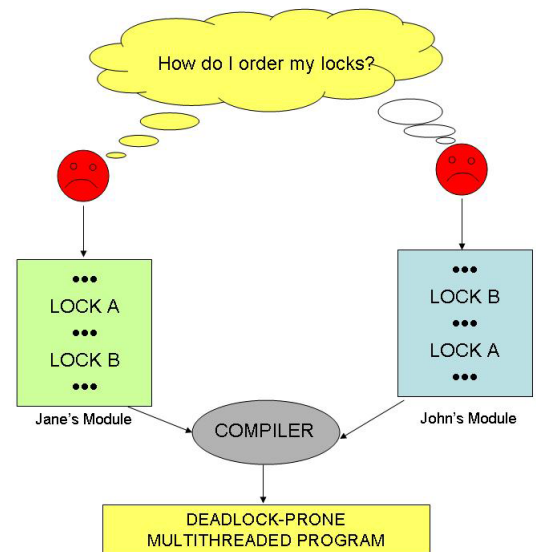 How do I order my locks?
•••
LOCK A
•••
LOCK B
•••
Jane's Module
•••
LOCK B
•••
LOCK A
•••
John's Module
COMPILER
DEADLOCK-PRONE
MULTITHREADED PROGRAM